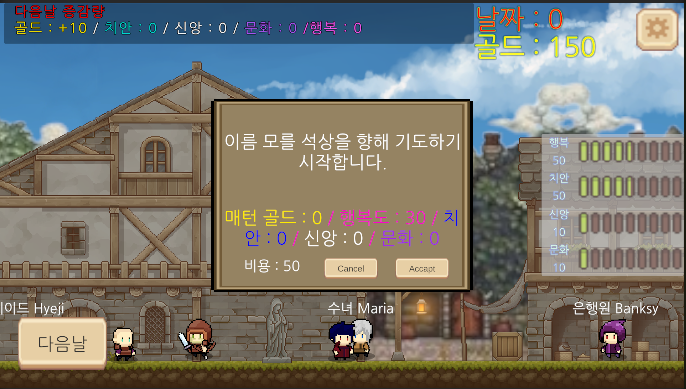 다음날 증감량
골드 : +10 / 치안 : 0 / 신앙 : 0 / 문화 : 0 /행복 : 0
날짜 : 0
골드 : 150
이름 모를 석상을 향해 기도하기
시작합니다.
매턴 골드 : 0 / 행복도 : 30 / 치
안 : 0 / 신앙 : 0 / 문화 : 0
비용 : 50
Cancel
Accapt
행복
50
치안
50
신앙
10
문화
10
이드 Hyeji
수녀 Maria
은행원 Banksy
다음날